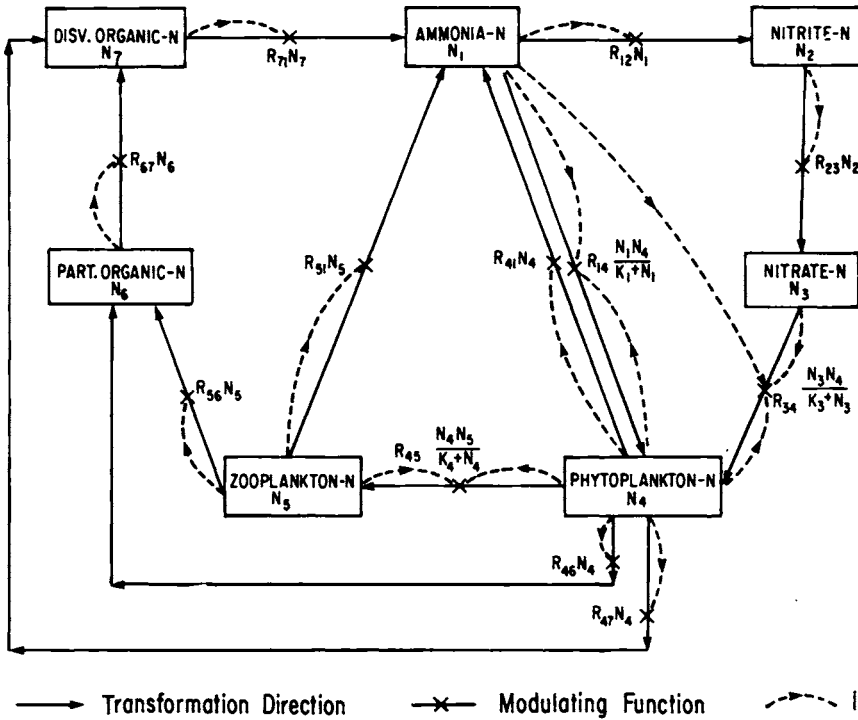 DISV. ORGANIC-N
N7
R71N7
AMMONIA-N
N1
R12N1
NITRITE-N
N2
R67N6
R23N2
PART. ORGANIC-N
N6
R51N5
R41N4
R14 N1N4
K1+N1
NITRATE-N
N3
R56N5
R34 N3N4
K3+N3
R45 N4N5
K4+N4
ZOOPLANKTON-N
N5
PHYTOPLANKTON-N
N4
R46N4
R47N4
Transformation Direction
Modulating Function